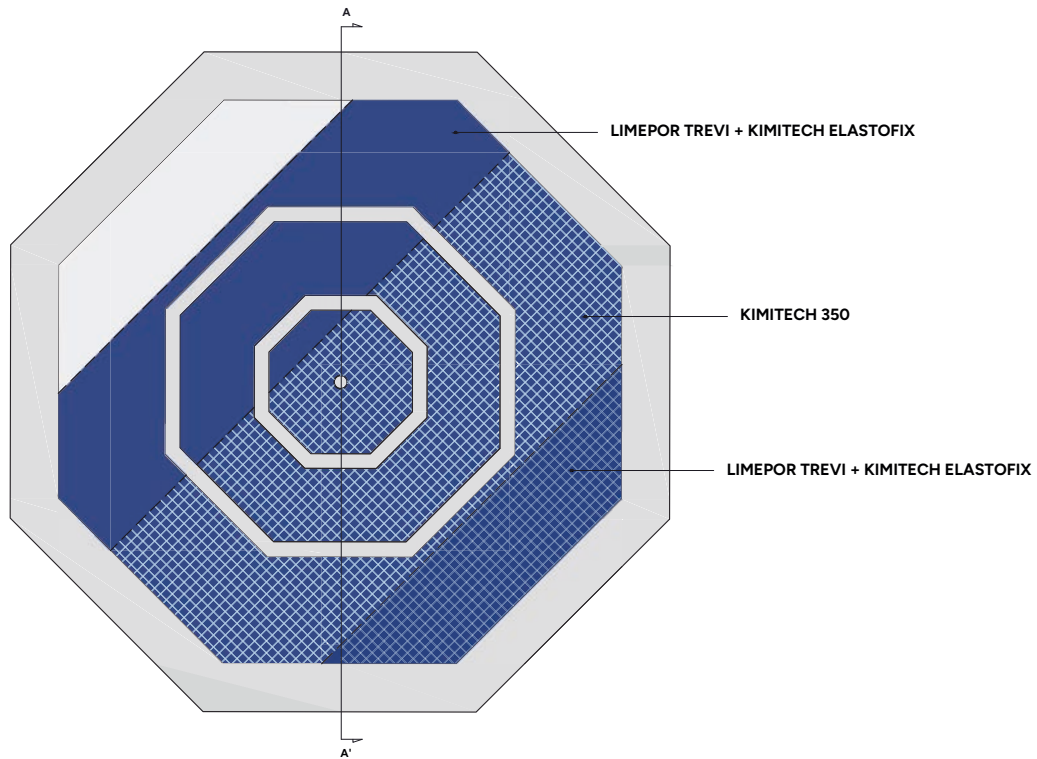 A
LIMEPOR TREVI + KIMITECH ELASTOFIX
KIMITECH 350
LIMEPOR TREVI + KIMITECH ELASTOFIX
A'